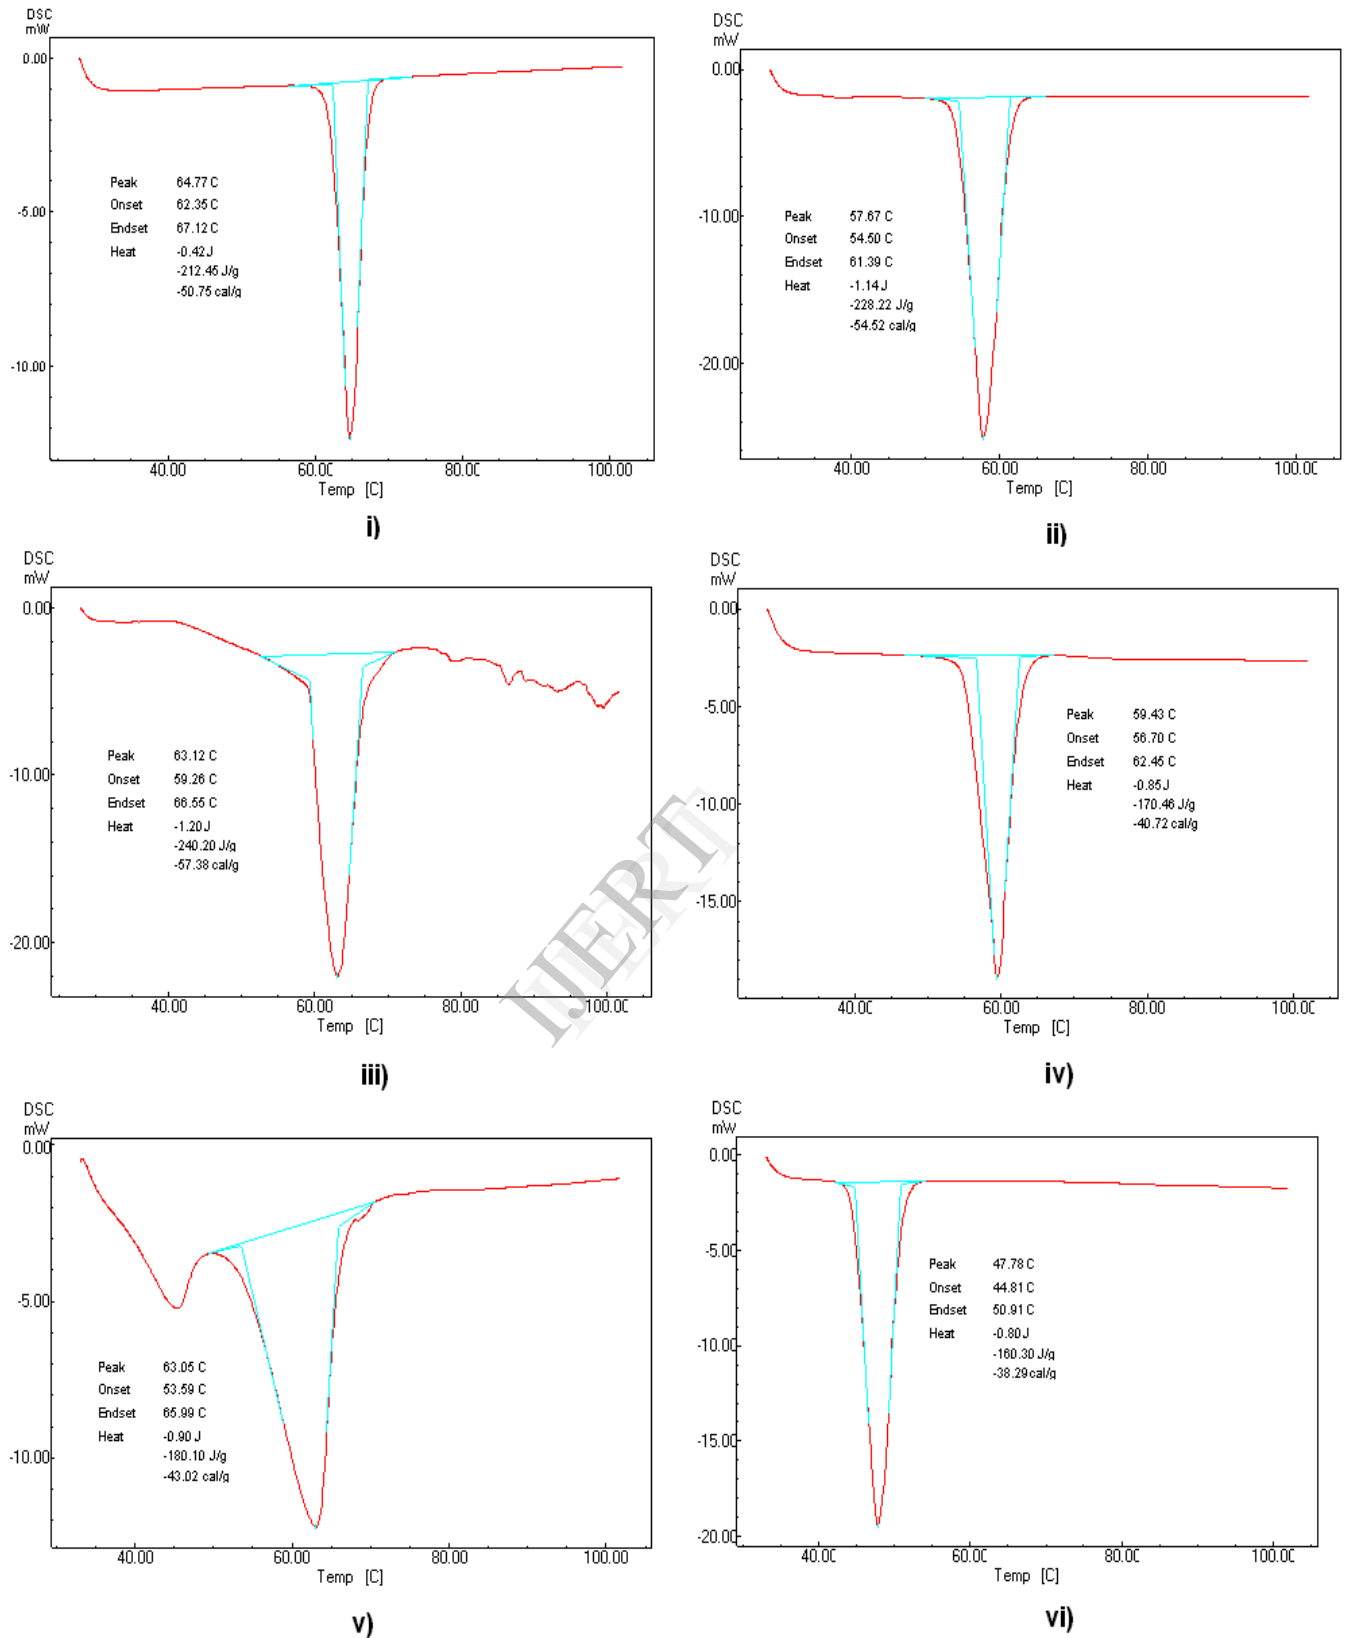 DSC
mW
0.00
-5.00
-10.00
Peak 64.77 C
Onset 62.35 C
Endset 67.12 C
Heat -0.42 J
-212.45 J/g
-50.75 cal/g
40.00 60.00 80.00 100.00
Temp [C]
i)
DSC
mW
0.00
-10.00
-20.00
Peak 57.67 C
Onset 54.50 C
Endset 61.39 C
Heat -1.14 J
-228.22 J/g
-54.52 cal/g
40.00 60.00 80.00 100.00
Temp [C]
ii)
DSC
mW
0.00
-10.00
-20.00
Peak 63.12 C
Onset 59.26 C
Endset 66.55 C
Heat -1.20 J
-240.20 J/g
-57.38 cal/g
40.00 60.00 80.00 100.00
Temp [C]
iii)
DSC
mW
0.00
-5.00
-10.00
-15.00
Peak 59.43 C
Onset 56.70 C
Endset 62.45 C
Heat -0.85 J
-170.46 J/g
-40.72 cal/g
40.00 60.00 80.00 100.00
Temp [C]
iv)
IJERT
DSC
mW
0.00
-5.00
-10.00
Peak 63.05 C
Onset 53.59 C
Endset 65.99 C
Heat -0.90 J
-180.10 J/g
-43.02 cal/g
40.00 60.00 80.00 100.00
Temp [C]
v)
DSC
mW
0.00
-5.00
-10.00
-15.00
-20.00
Peak 47.78 C
Onset 44.81 C
Endset 50.91 C
Heat -0.80 J
-160.30 J/g
-38.29 cal/g
40.00 60.00 80.00 100.00
Temp [C]
vi)